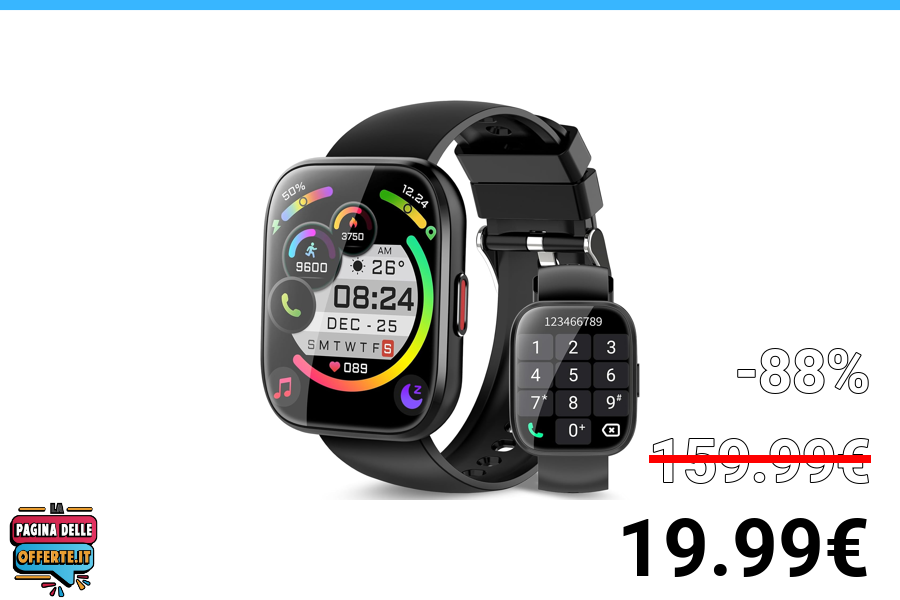 50%
12.24
3750
9600
AM
26°
08:24
DEC - 25
S M T W T F S
089
z
123466789
1 2 3
4 5 6
7* 8 9#
0+
-88%
159.99€
19.99€
LA
PAGINA DELLE
OFFERTE.IT